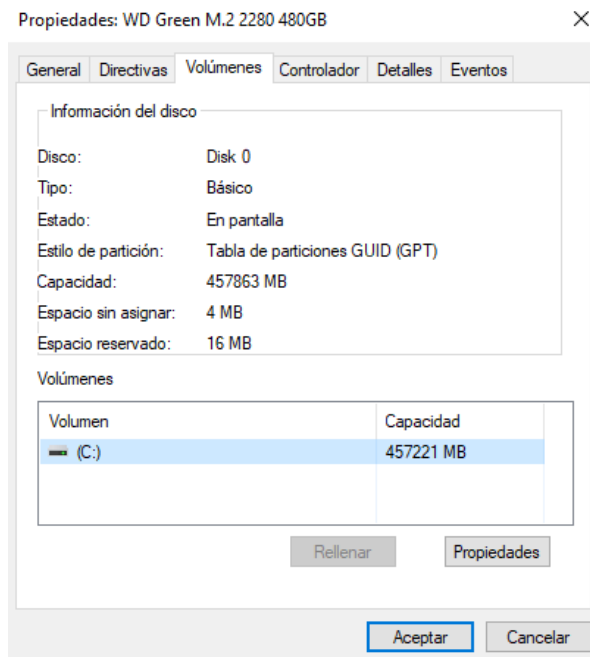 Propiedades: WD Green M.2 2280 480GB
General Directivas Volúmenes Controlador Detalles Eventos
Información del disco
Disco: Disk 0
Tipo: Básico
Estado: En pantalla
Estilo de partición: Tabla de particiones GUID (GPT)
Capacidad: 457863 MB
Espacio sin asignar: 4 MB
Espacio reservado: 16 MB
Volúmenes
Volumen Capacidad
(C:) 457221 MB
Rellenar Propiedades
Aceptar Cancelar